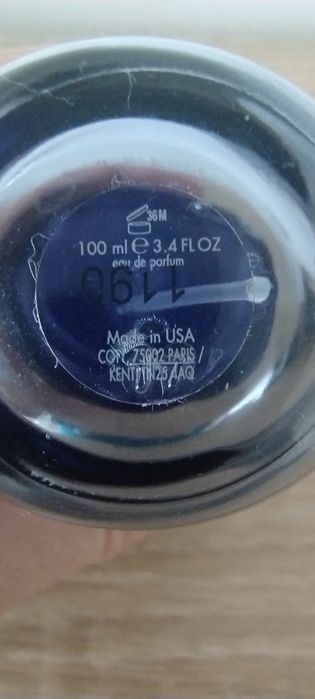 36M
100 ml e 3.4 FL OZ
eau de parfum
1190
Made in USA
COTY, 75002 PARIS /
KENT TN25 4AQ